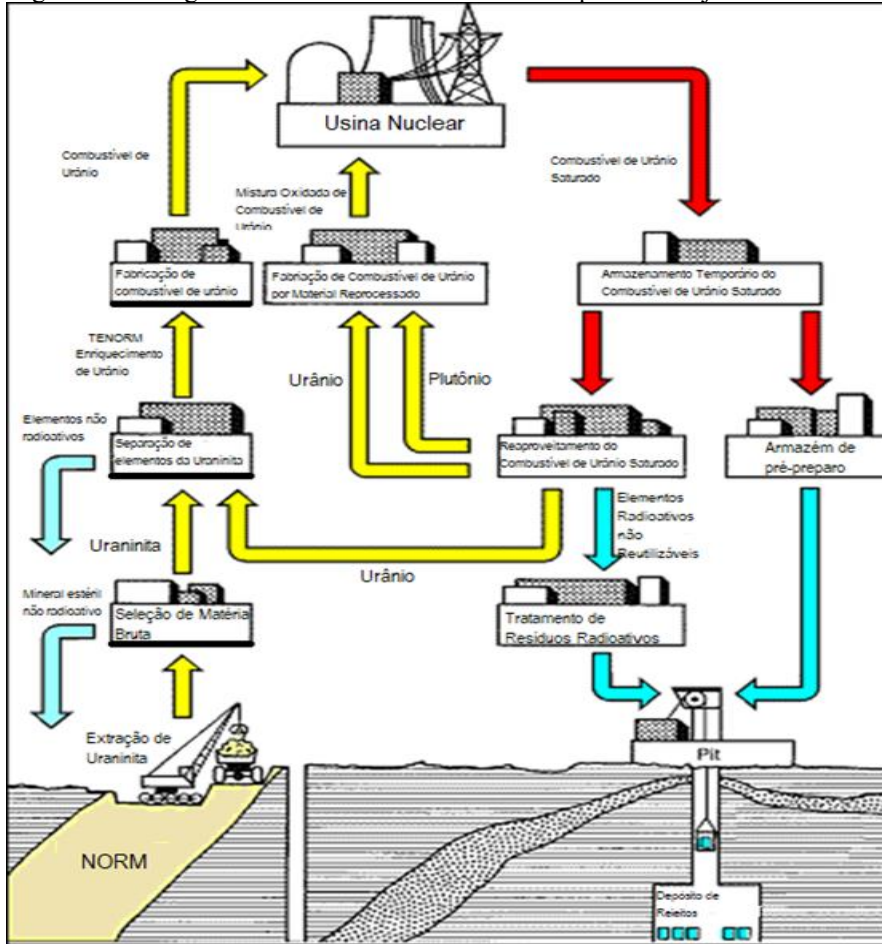 Usina Nuclear
Combustível de
Urânio
Mistura Oxidada de
Combustível de
Urânio
Combustível de Urânio
Saturado
Fabricação de
combustível de urânio
Fabriação de Combustível de Urânio
por Material Reprocessado
Armazenamento Temporário do
Combustível de Urânio Saturado
TENORM
Enriquecimento
de Urânio
Urânio
Plutônio
Elementos não
radioativos
Separação de
elementos da Uraninita
Reaproveitamento do
Combustível de Urânio Saturado
Armazém de
pré-preparo
Elementos
Radioativos
não
Reutilizáveis
Uraninita
Urânio
Mineral estéril
não radioativo
Seleção de Matéria
Bruta
Tratamento de
Resíduos Radioativos
Extração de
Uraninita
Pit
NORM
Depósito de
Rejeitos